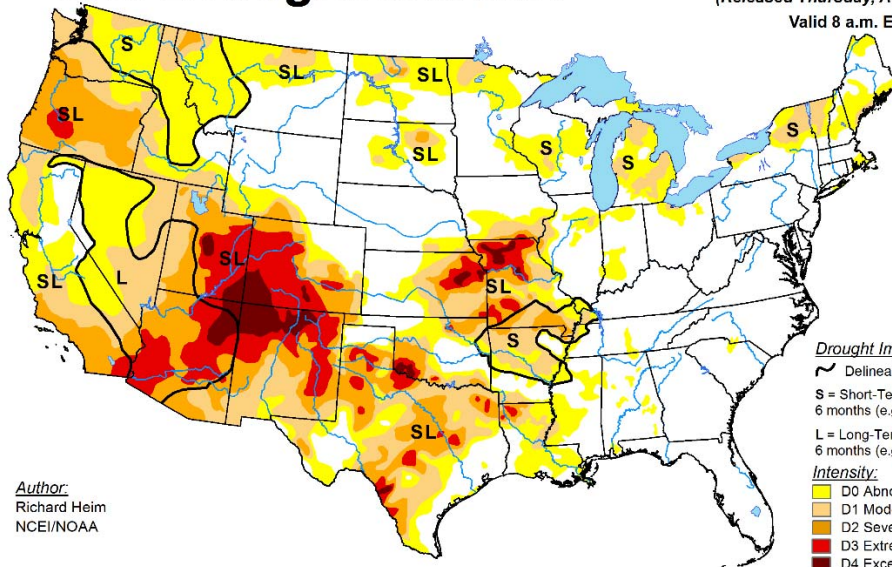 (Released Thursday, A
Valid 8 a.m. E
S
SL
SL
SL
SL
S
S
S
SL
L
SL
SL
S
SL
Author:
Richard Heim
NCEI/NOAA
Drought Im
Delinea
S = Short-Te
6 months (e.g
L = Long-Ter
6 months (e.g
Intensity:
D0 Abno
D1 Mod
D2 Seve
D3 Extre
D4 Exce